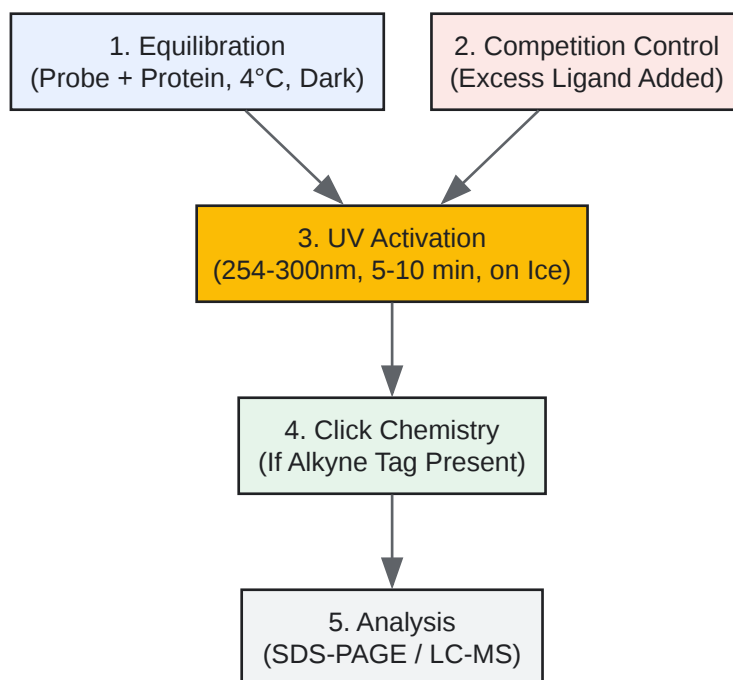 1. Equilibration
(Probe + Protein, 4°C, Dark)
2. Competition Control
(Excess Ligand Added)
3. UV Activation
(254-300nm, 5-10 min, on Ice)
4. Click Chemistry
(If Alkyne Tag Present)
5. Analysis
(SDS-PAGE / LC-MS)